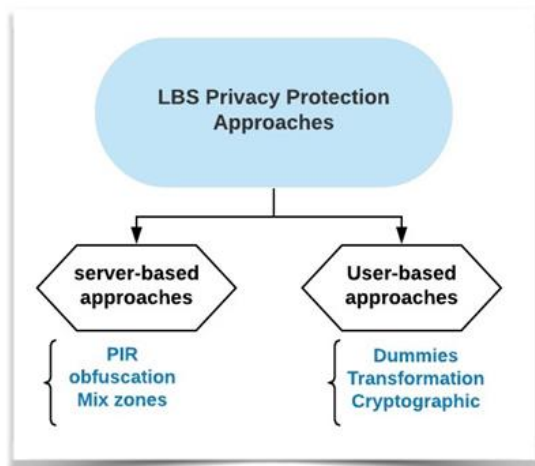 LBS Privacy Protection
Approaches
server-based
approaches
PIR
obfuscation
Mix zones
User-based
approaches
Dummies
Transformation
Cryptographic